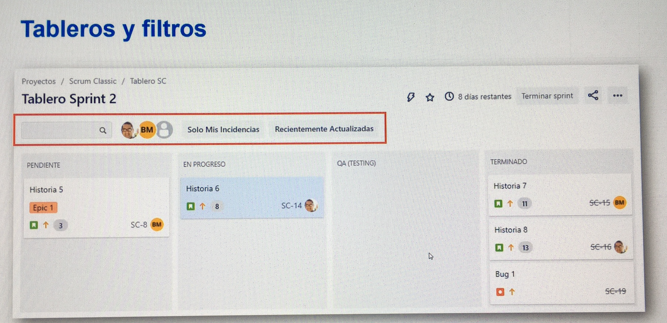 Tableros y filtros
Proyectos / Scrum Classic / Tablero SC
Tablero Sprint 2
8 días restantes
Terminar sprint
BM
Solo Mis Incidencias
Recientemente Actualizadas
PENDIENTE
Historia 5
Epic 1
3
SC-8
BM
EN PROGRESO
Historia 6
8
SC-14
QA (TESTING)
TERMINADO
Historia 7
11
SC-15
BM
Historia 8
13
SC-16
Bug 1
SC-19